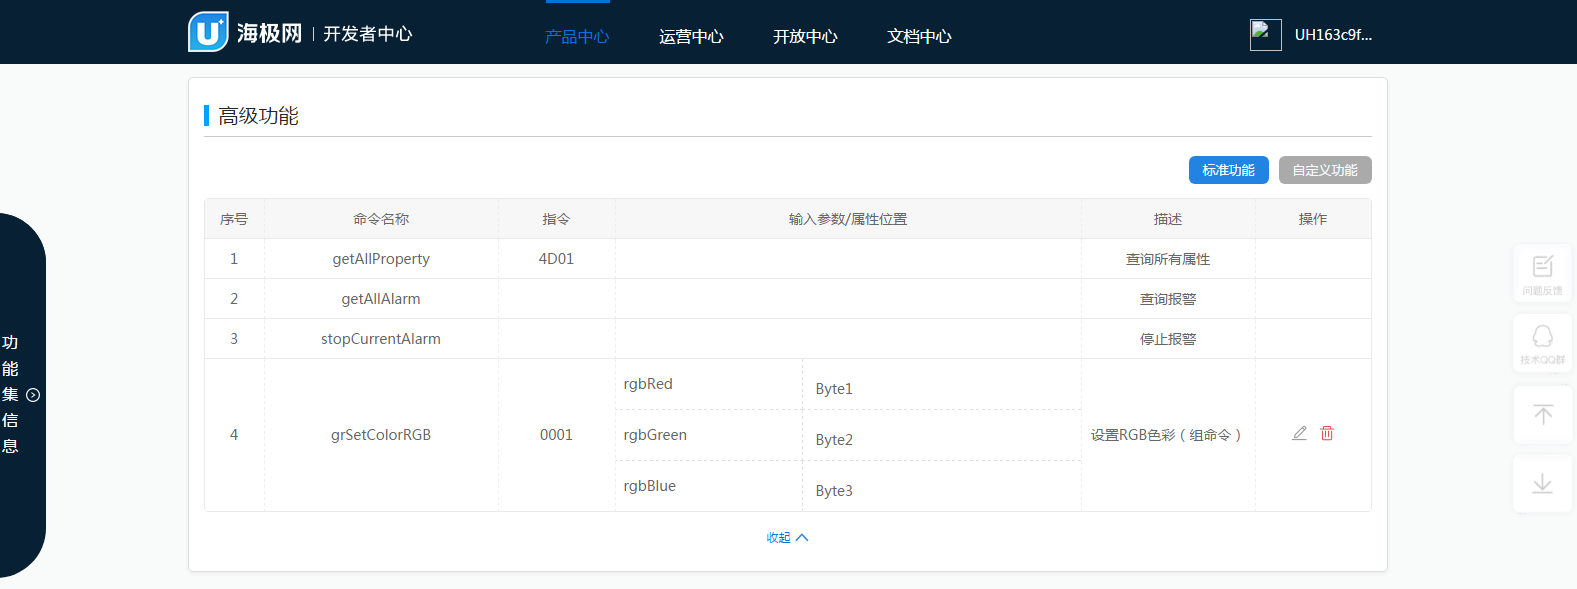 U+ 海极网 | 开发者中心 产品中心 运营中心 开放中心 文档中心 UH163c9f...
高级功能
标准功能 自定义功能
序号 命令名称 指令 输入参数/属性位置 描述 操作
1 getAllProperty 4D01 查询所有属性
2 getAllAlarm 查询报警
3 stopCurrentAlarm 停止报警
4 grSetColorRGB 0001 设置RGB色彩（组命令）
rgbRed Byte1
rgbGreen Byte2
rgbBlue Byte3
收起
功
能
集
信
息
问题反馈
技术QQ群